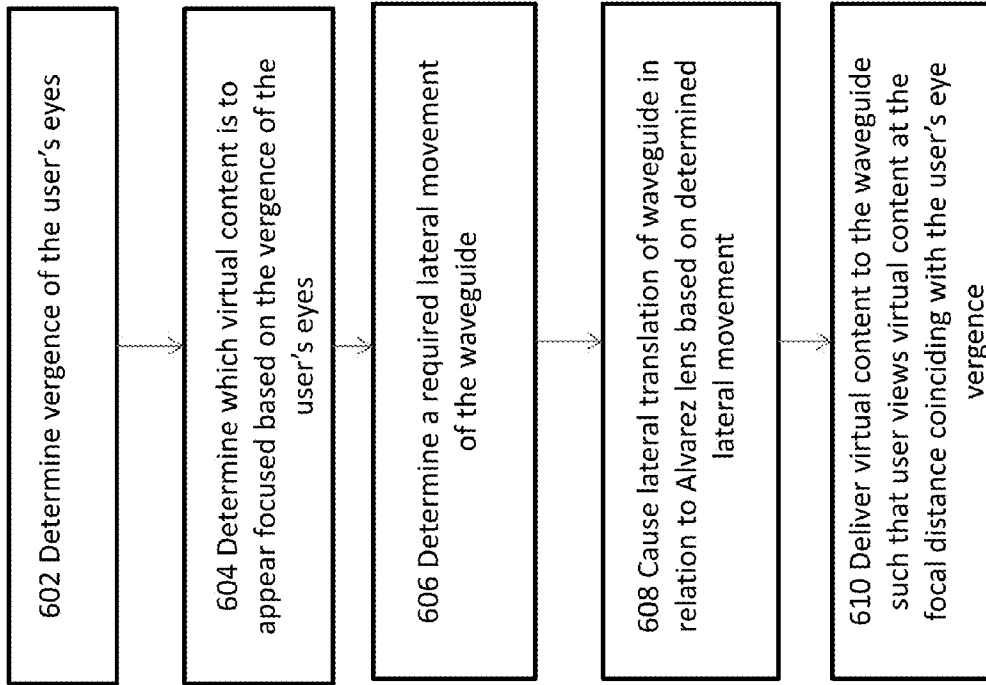 602 Determine vergence of the user's eyes
604 Determine which virtual content is to
appear focused based on the vergence of the
user's eyes
606 Determine a required lateral movement
of the waveguide
608 Cause lateral translation of waveguide in
relation to Alvarez lens based on determined
lateral movement
610 Deliver virtual content to the waveguide
such that user views virtual content at the
focal distance coinciding with the user's eye
vergence